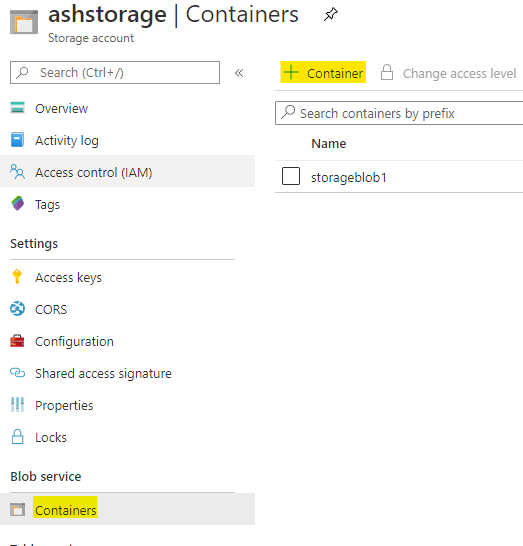 ashstorage | Containers
Storage account
Search (Ctrl+/)
«
Container
Change access level
Search containers by prefix
Name
storageblob1
Overview
Activity log
Access control (IAM)
Tags
Settings
Access keys
CORS
Configuration
Shared access signature
Properties
Locks
Blob service
Containers